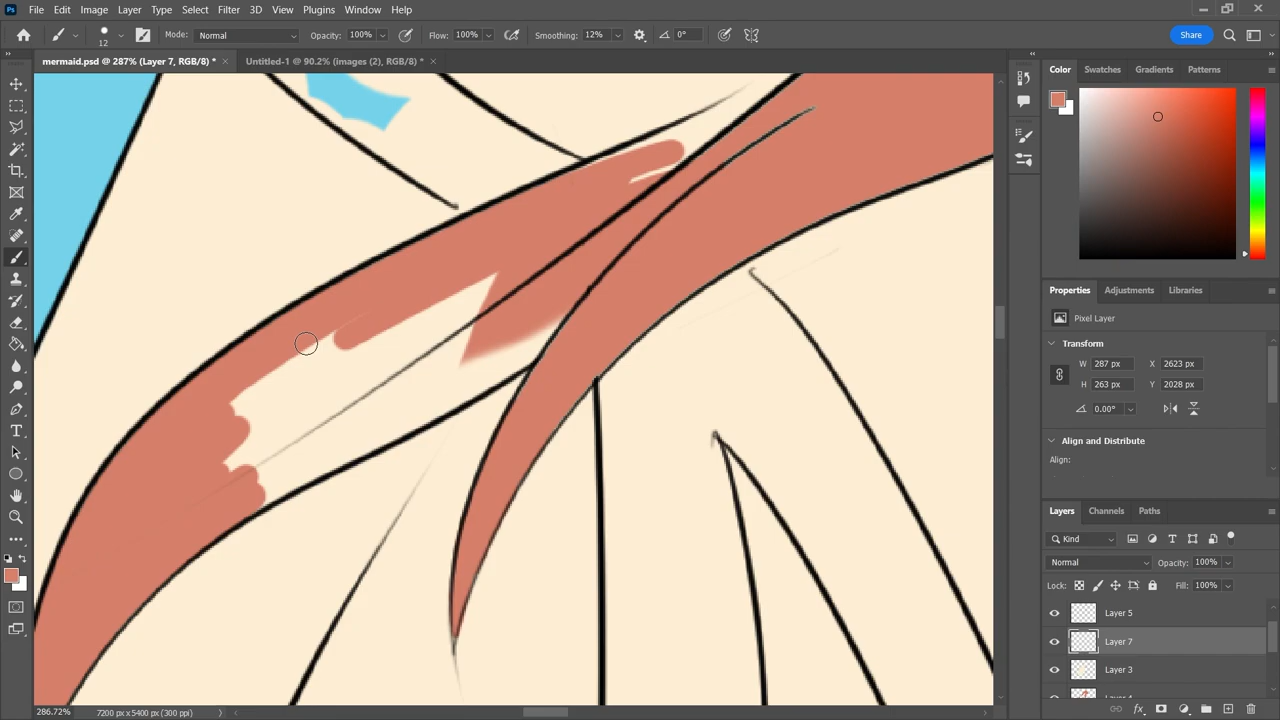 Ps File Edit Image Layer Type Select Filter 3D View Plugins Window Help
12 Mode: Normal Opacity: 100% Flow: 100% Smoothing: 12% 0° Share
mermaid.psd @ 287% (Layer 7, RGB/8) * × Untitled-1 @ 90.2% (images (2), RGB/8) * ×
Color Swatches Gradients Patterns
Properties Adjustments Libraries
Pixel Layer
Transform
W 287 px X 2623 px
H 263 px Y 2028 px
0.00°
Align and Distribute
Align:
Layers Channels Paths
Kind
Normal Opacity: 100%
Lock: Fill: 100%
Layer 5
Layer 7
Layer 3
Layer 4
286.72% 7200 px x 5400 px (300 ppi)